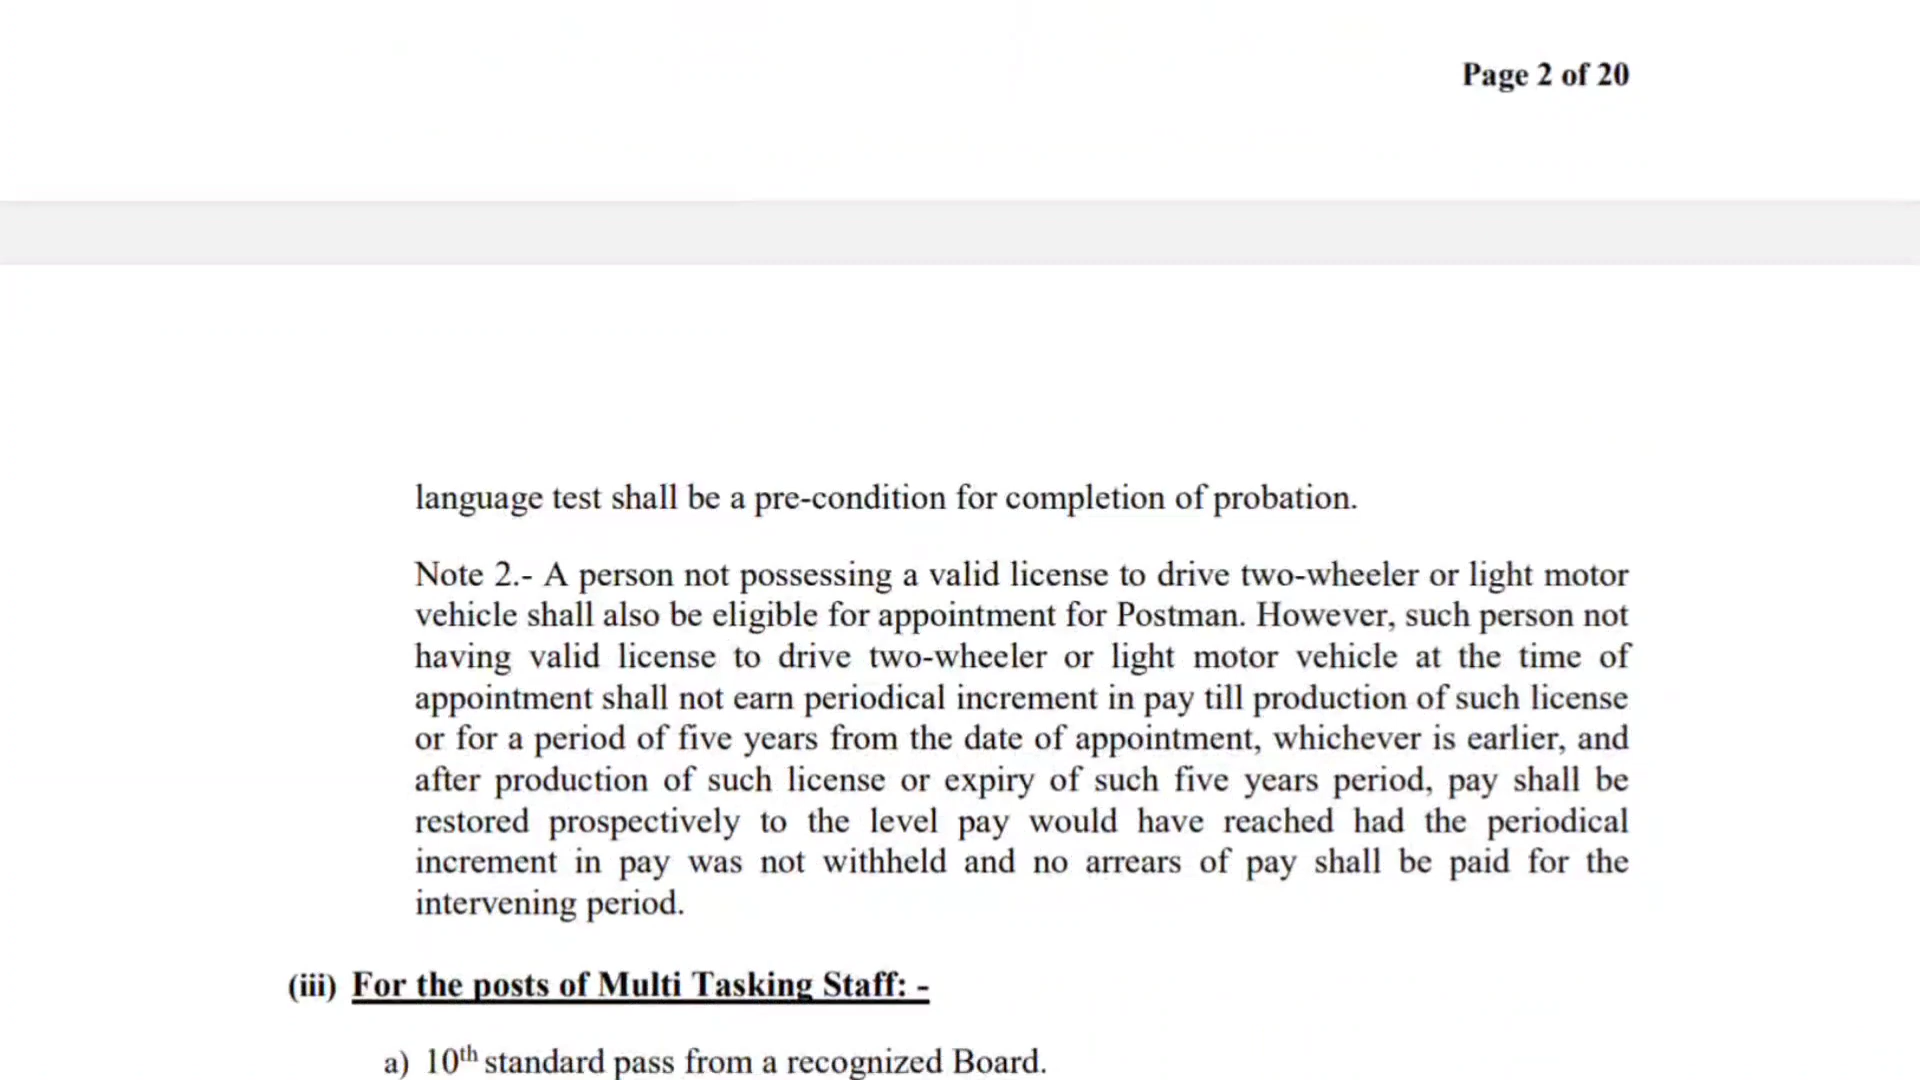 Page 2 of 20
language test shall be a pre-condition for completion of probation.
Note 2.- A person not possessing a valid license to drive two-wheeler or light motor
vehicle shall also be eligible for appointment for Postman. However, such person not
having valid license to drive two-wheeler or light motor vehicle at the time of
appointment shall not earn periodical increment in pay till production of such license
or for a period of five years from the date of appointment, whichever is earlier, and
after production of such license or expiry of such five years period, pay shall be
restored prospectively to the level pay would have reached had the periodical
increment in pay was not withheld and no arrears of pay shall be paid for the
intervening period.
(iii) For the posts of Multi Tasking Staff: -
a) 10th standard pass from a recognized Board.